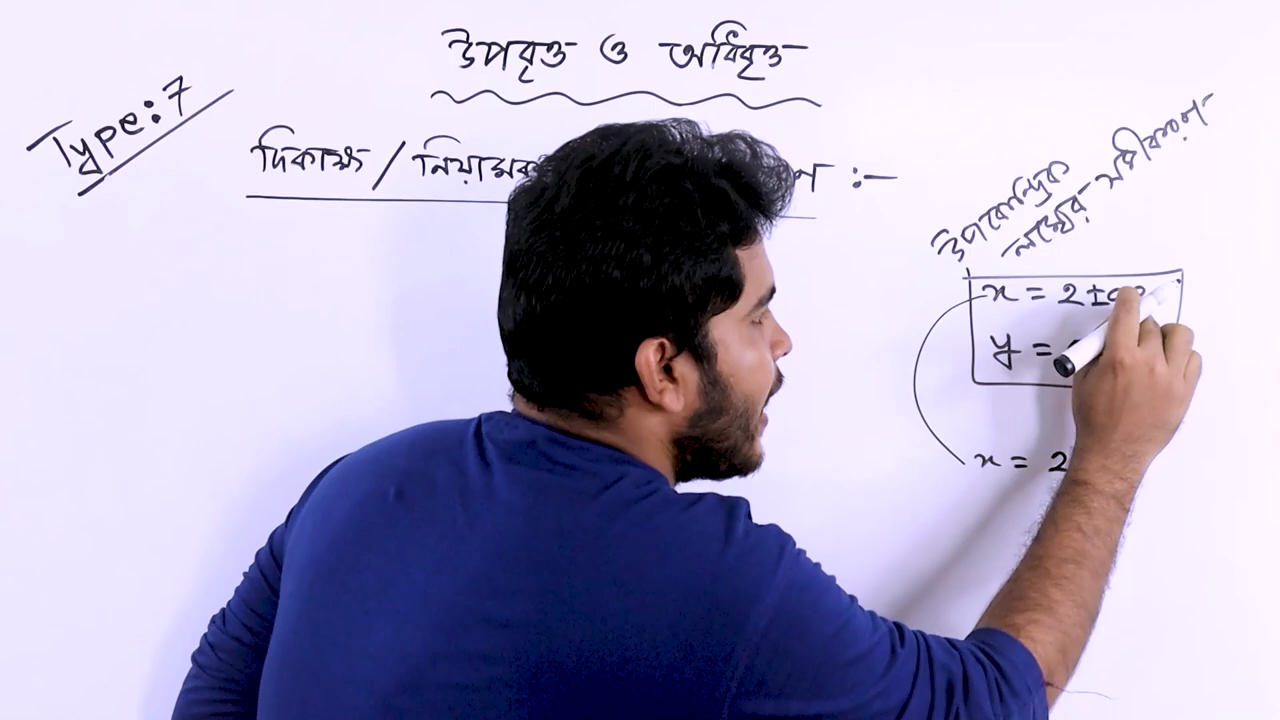 উপবৃত্ত ও অধিবৃত্ত
Type: 7
দিকাক্ষ / নিয়ামক :-
উপকেন্দ্রিক
লম্বের সমীকরণ
x = 2 ±
y =
x = 2